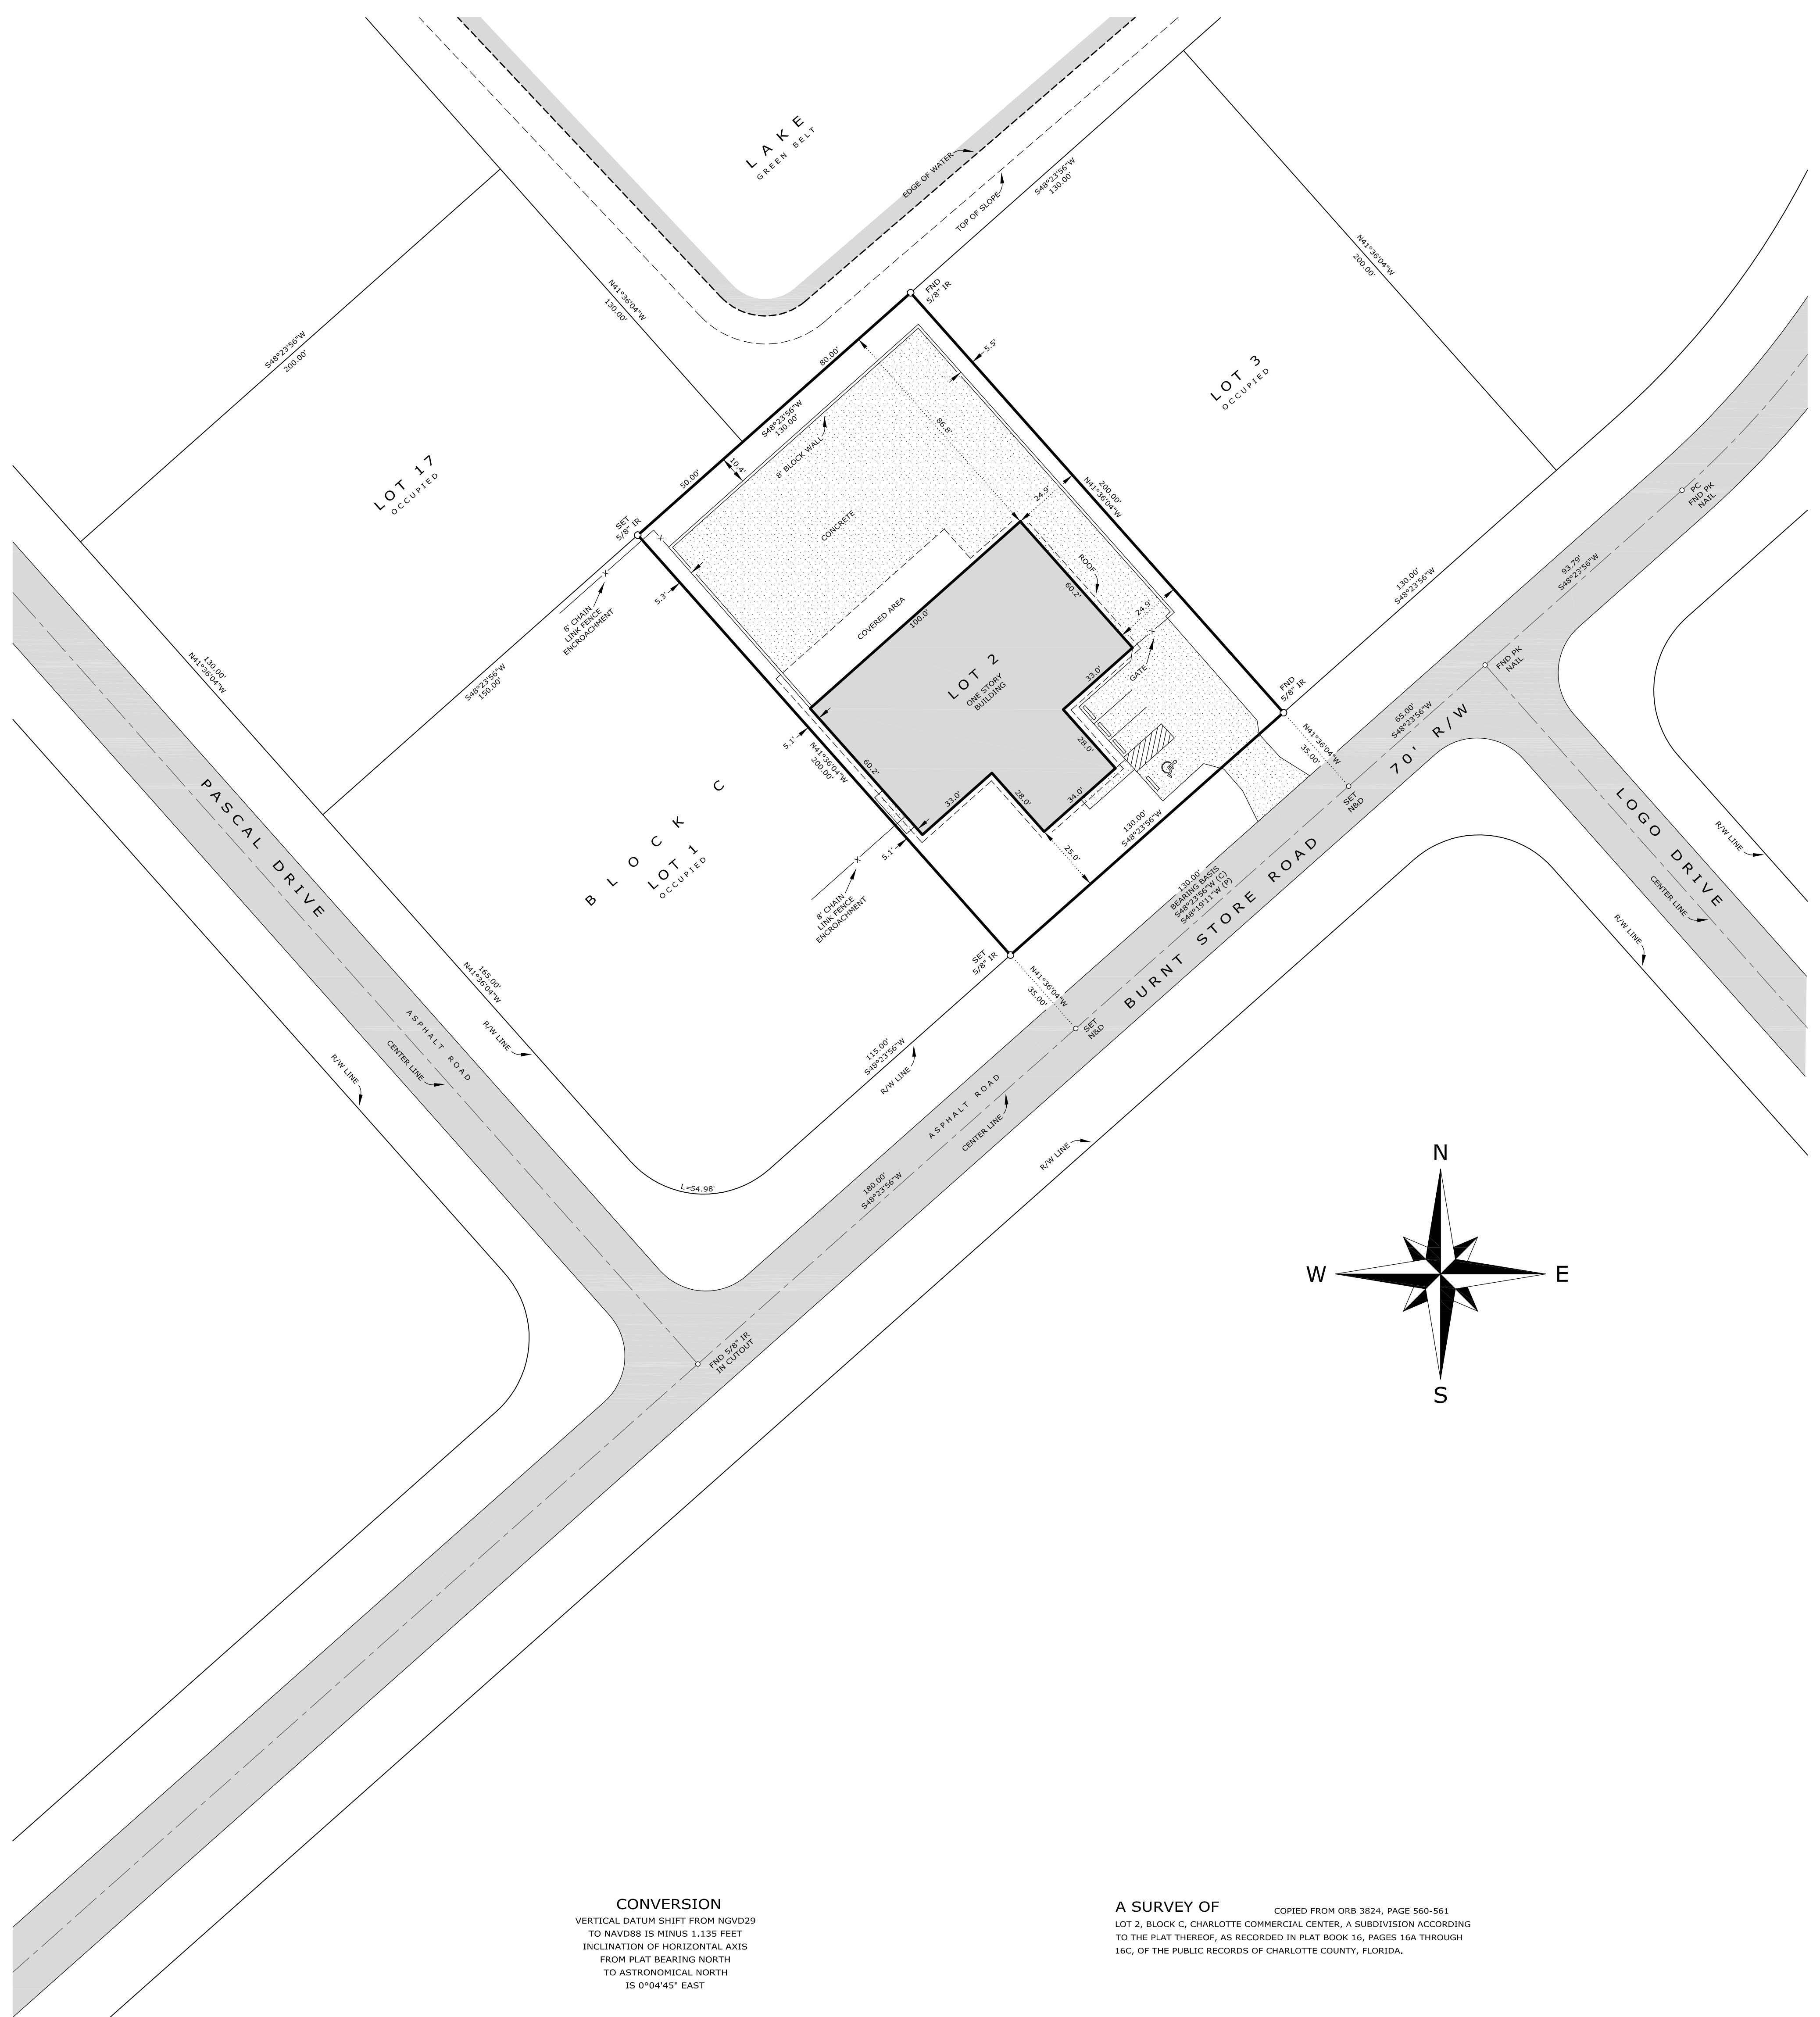 LAKE
GREEN BELT
EDGE OF WATER
TOP OF SLOPE
S48°23'56"W
130.00'
N41°36'04"W
200.00'
N41°36'04"W
130.00'
FND
5/8" IR
5.5'
80.00'
LOT 3
OCCUPIED
S48°23'56"W
200.00'
S48°23'56"W
130.00'
86.8'
8' BLOCK WALL
10.4'
50.00'
LOT 17
OCCUPIED
200.00'
N41°36'04"W
24.9'
PC
FND PK
NAIL
SET
5/8" IR
X
CONCRETE
ROOF
X
60.2'
93.79'
S48°23'56"W
130.00'
S48°23'56"W
5.3'
8' CHAIN
LINK FENCE
ENCROACHMENT
COVERED AREA
100.0'
24.9'
X
GATE
33.0'
LOT 2
ONE STORY
BUILDING
FND PK
NAIL
130.00'
N41°36'04"W
S48°23'56"W
150.00'
FND
5/8" IR
65.00'
S48°23'56"W
70' R/W
5.1'
N41°36'04"W
200.00'
60.2'
28.0'
N41°36'04"W
35.00'
33.0'
28.0'
34.0'
SET
N&D
PASCAL DRIVE
BLOCK C
LOT 1
OCCUPIED
130.00'
S48°23'56"W
25.0'
5.1'
X
8' CHAIN
LINK FENCE
ENCROACHMENT
LOGO DRIVE
R/W LINE
CENTER LINE
R/W LINE
130.00'
BEARING BASIS
S48°23'56"W (C)
S48°19'11"W (P)
BURNT STORE ROAD
SET
5/8" IR
N41°36'04"W
35.00'
SET
N&D
165.00'
N41°36'04"W
R/W LINE
ASPHALT ROAD
CENTER LINE
R/W LINE
115.00'
S48°23'56"W
R/W LINE
ASPHALT ROAD
CENTER LINE
R/W LINE
L=54.98'
180.00'
S48°23'56"W
FND 5/8" IR
IN CUTOUT
N
W
E
S
CONVERSION
VERTICAL DATUM SHIFT FROM NGVD29
TO NAVD88 IS MINUS 1.135 FEET
INCLINATION OF HORIZONTAL AXIS
FROM PLAT BEARING NORTH
TO ASTRONOMICAL NORTH
IS 0°04'45" EAST
A SURVEY OF COPIED FROM ORB 3824, PAGE 560-561
LOT 2, BLOCK C, CHARLOTTE COMMERCIAL CENTER, A SUBDIVISION ACCORDING
TO THE PLAT THEREOF, AS RECORDED IN PLAT BOOK 16, PAGES 16A THROUGH
16C, OF THE PUBLIC RECORDS OF CHARLOTTE COUNTY, FLORIDA.